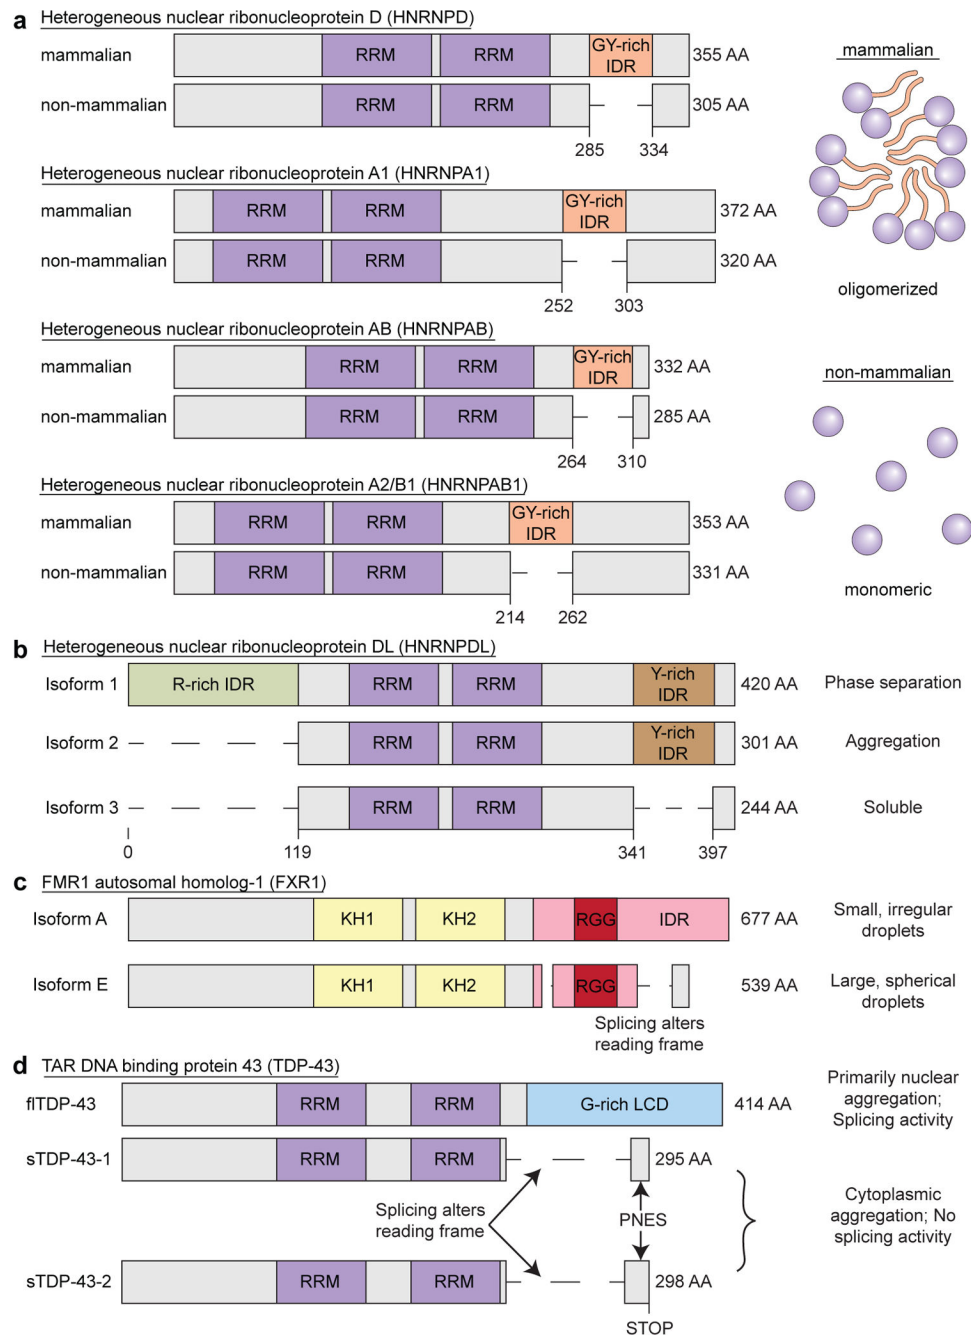 a Heterogeneous nuclear ribonucleoprotein D (HNRNPD)
mammalian RRM RRM GY-rich IDR 355 AA
non-mammalian RRM RRM 305 AA
285 334
Heterogeneous nuclear ribonucleoprotein A1 (HNRNPA1)
mammalian RRM RRM GY-rich IDR 372 AA
non-mammalian RRM RRM 320 AA
252 303
Heterogeneous nuclear ribonucleoprotein AB (HNRNPAB)
mammalian RRM RRM GY-rich IDR 332 AA
non-mammalian RRM RRM 285 AA
264 310
Heterogeneous nuclear ribonucleoprotein A2/B1 (HNRNPAB1)
mammalian RRM RRM GY-rich IDR 353 AA
non-mammalian RRM RRM 331 AA
214 262
mammalian
oligomerized
non-mammalian
monomeric
b Heterogeneous nuclear ribonucleoprotein DL (HNRNPDL)
Isoform 1 R-rich IDR RRM RRM Y-rich IDR 420 AA Phase separation
Isoform 2 RRM RRM Y-rich IDR 301 AA Aggregation
Isoform 3 RRM RRM 244 AA Soluble
0 119 341 397
c FMR1 autosomal homolog-1 (FXR1)
Isoform A KH1 KH2 RGG IDR 677 AA Small, irregular
droplets
Isoform E KH1 KH2 RGG 539 AA Large, spherical
droplets
Splicing alters
reading frame
d TAR DNA binding protein 43 (TDP-43)
flTDP-43 RRM RRM G-rich LCD 414 AA
Primarily nuclear
aggregation;
Splicing activity
sTDP-43-1 RRM RRM 295 AA
Splicing alters
reading frame
PNES
Cytoplasmic
aggregation; No
splicing activity
sTDP-43-2 RRM RRM 298 AA
STOP